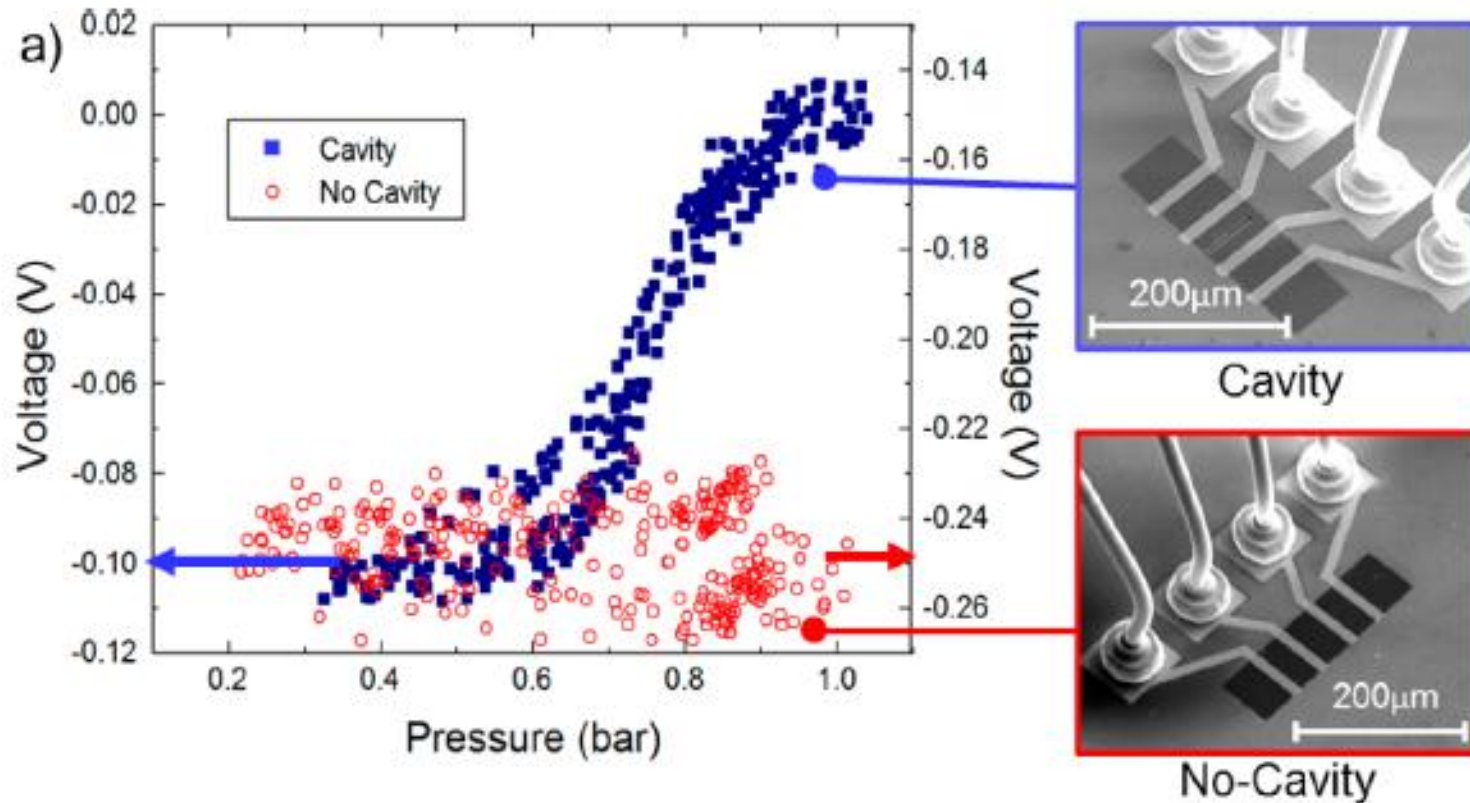 a)
0.02
0.00
-0.02
-0.04
-0.06
-0.08
-0.10
-0.12
Voltage (V)
Cavity
No Cavity
0.2
0.4
0.6
0.8
1.0
Pressure (bar)
-0.14
-0.16
-0.18
-0.20
-0.22
-0.24
-0.26
Voltage (V)
200μm
Cavity
200μm
No-Cavity